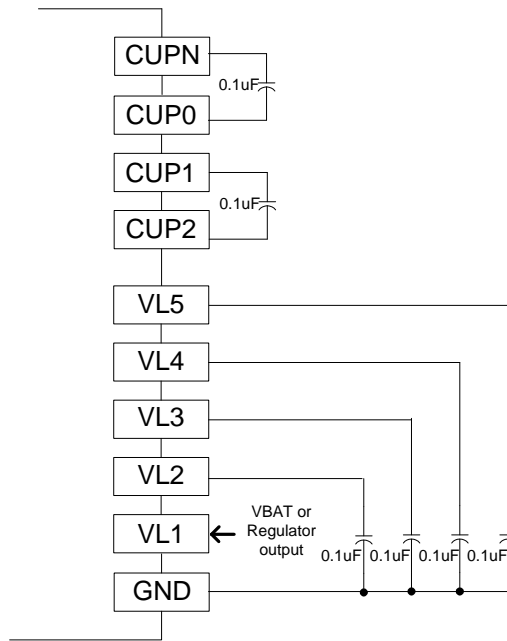 CUPN
0.1uF
CUP0
CUP1
0.1uF
CUP2
VL5
VL4
VL3
VL2
VL1
VBAT or
Regulator
output
0.1uF 0.1uF 0.1uF 0.1uF
GND